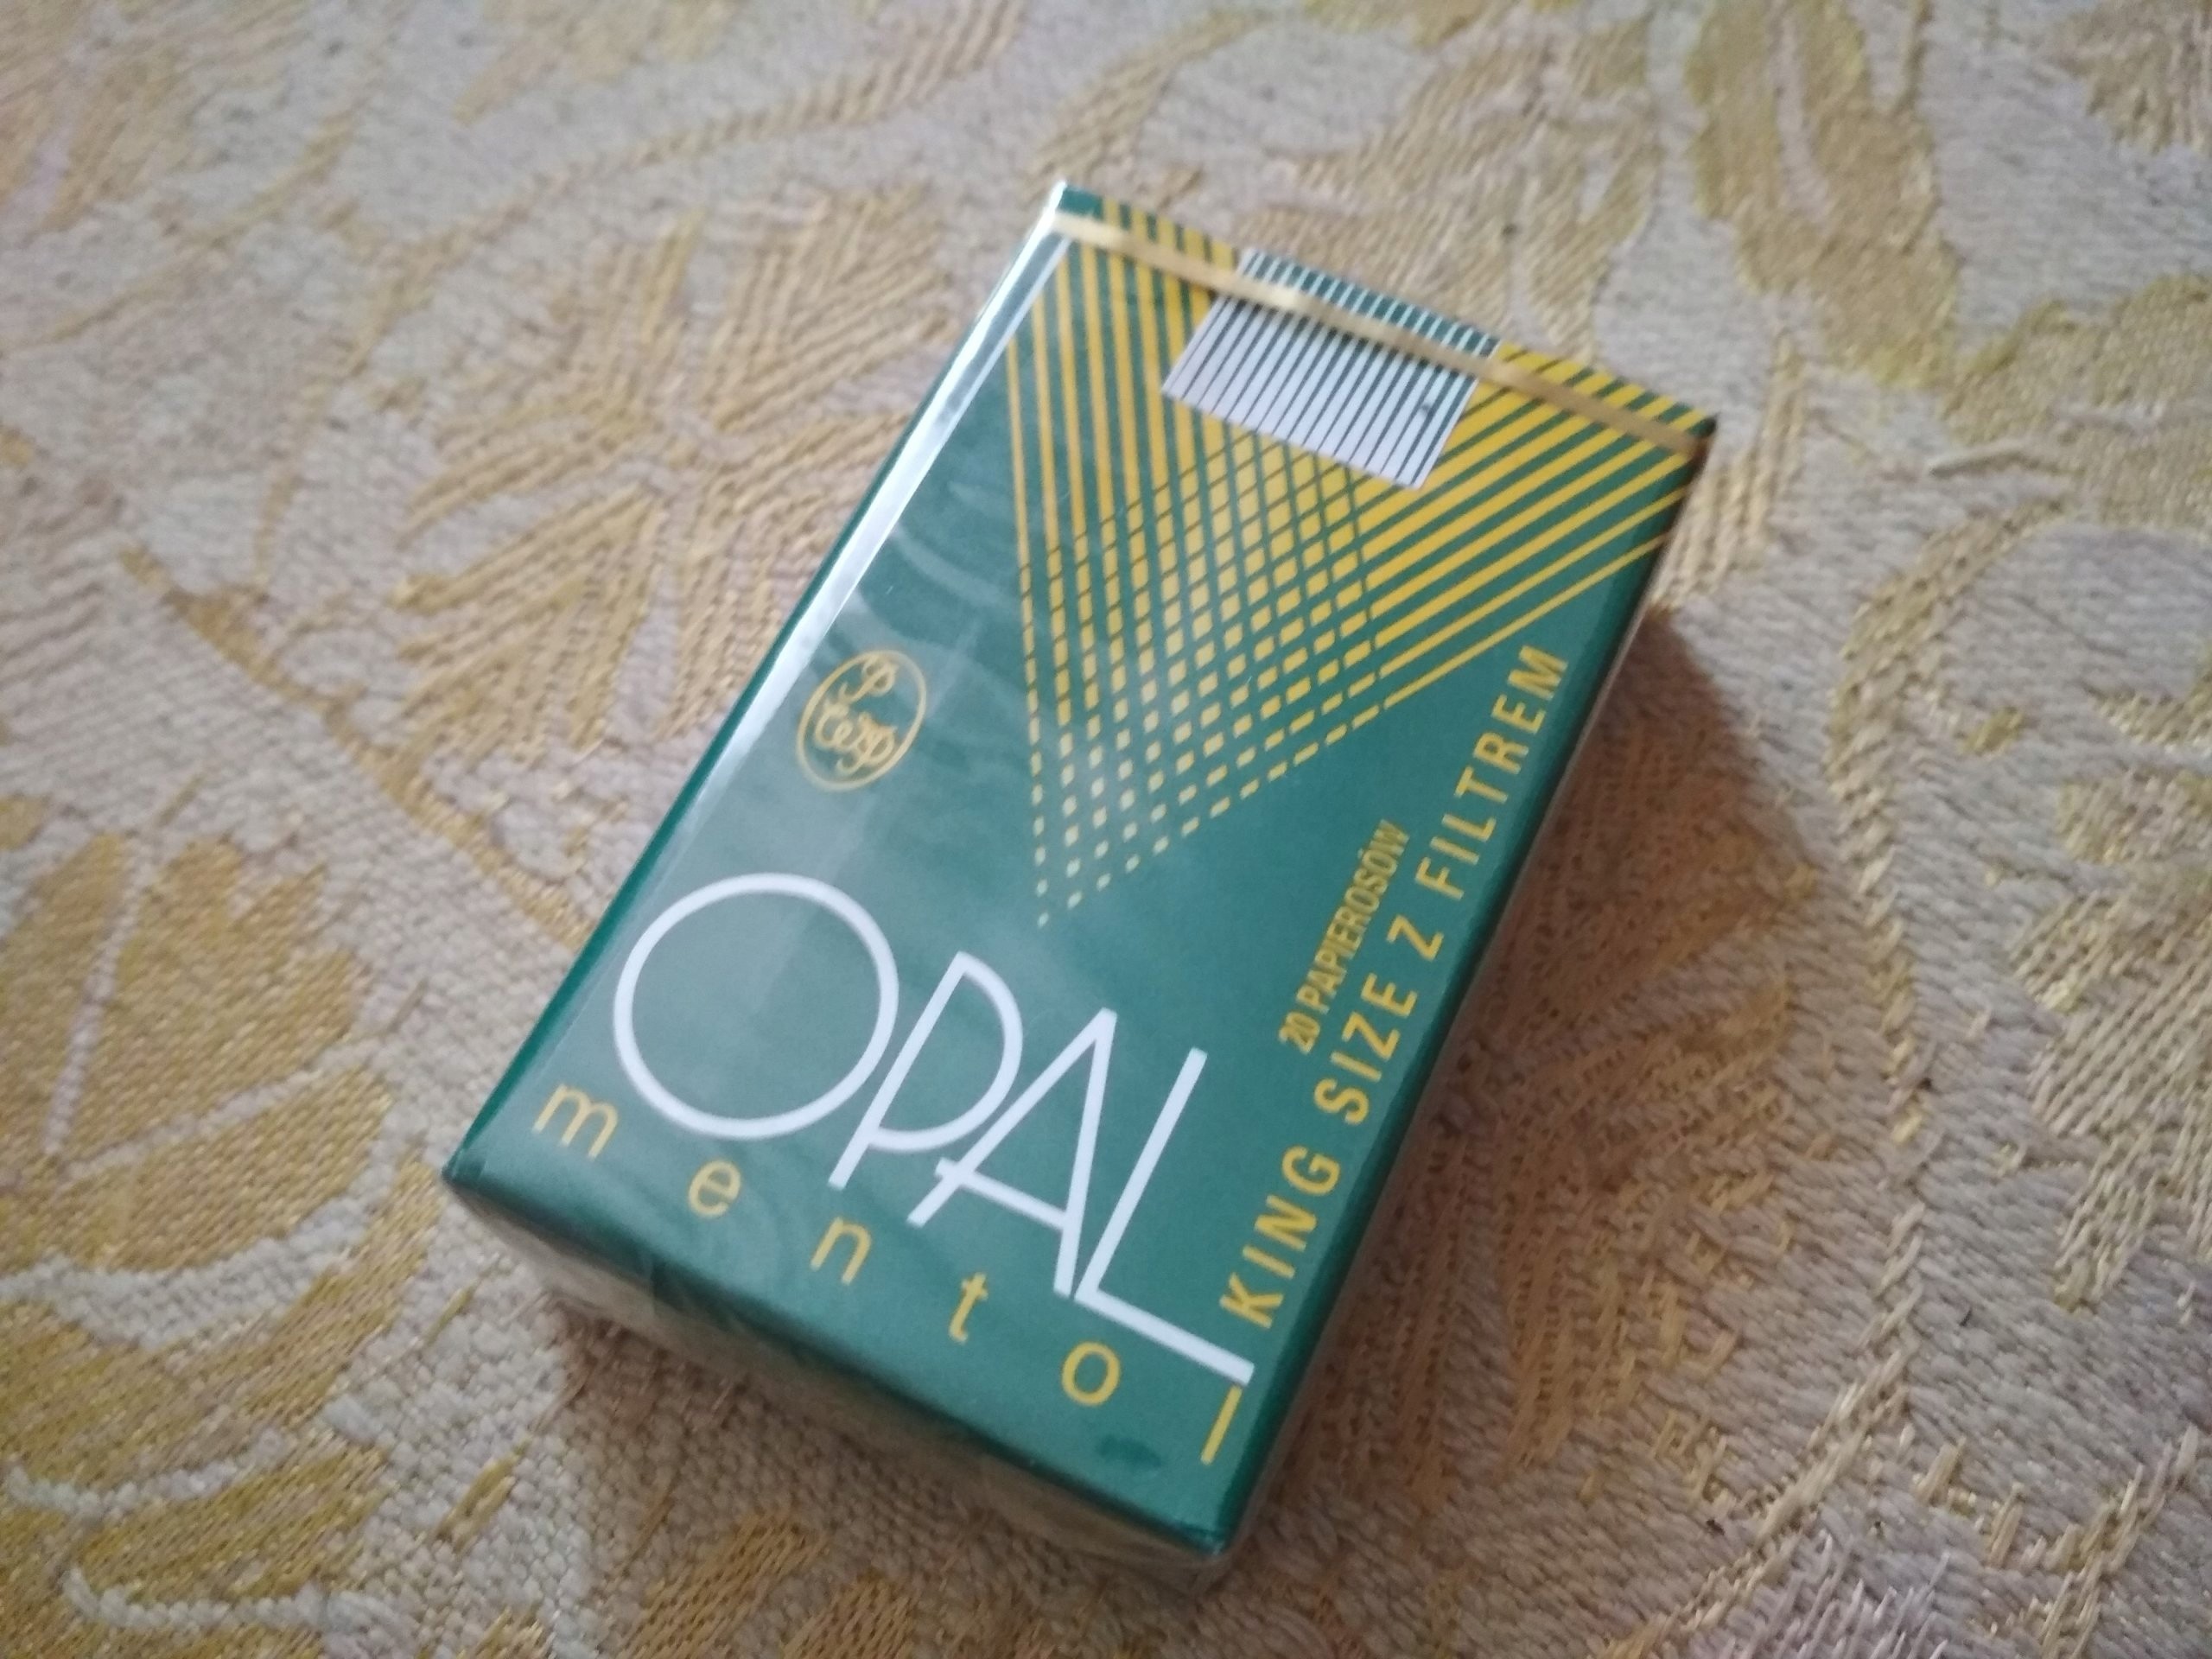 OPAL
mentol
20 PAPIEROSÓW
KING SIZE Z FILTREM